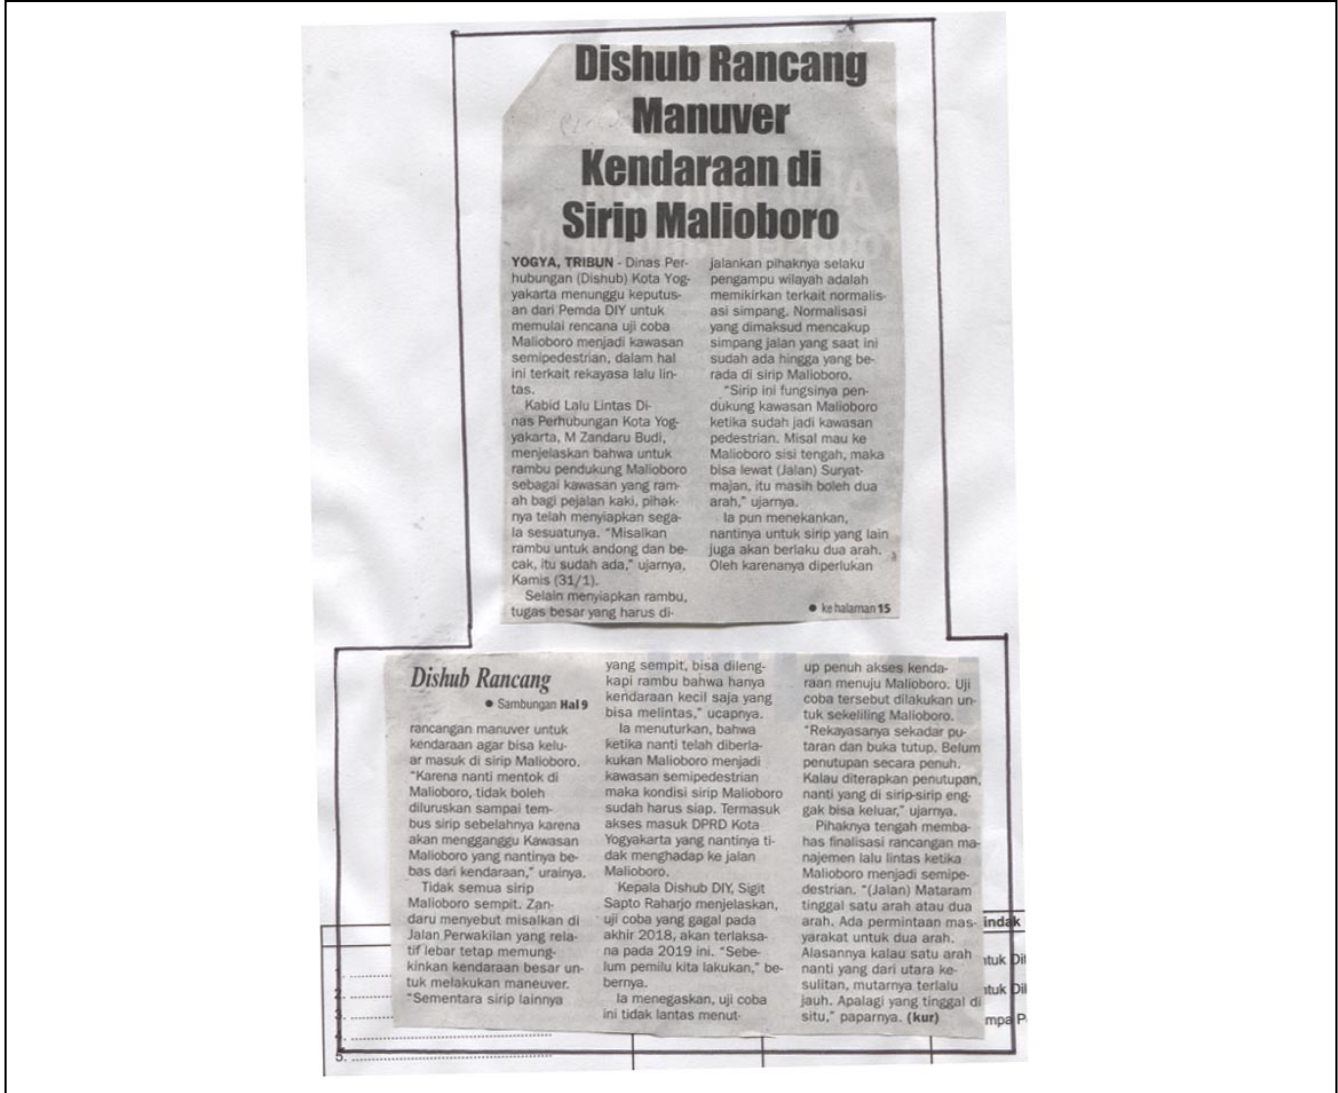 Dishub Rancang
Manuver
Kendaraan di
Sirip Malioboro
YOGYA, TRIBUN - Dinas Per-
hubungan (Dishub) Kota Yog-
yakarta menunggu keputus-
an dari Pemda DIY untuk
memulai rencana uji coba
Malioboro menjadi kawasan
semipedestrian, dalam hal
ini terkait rekayasa lalu lin-
tas.
Kabid Lalu Lintas Di-
nas Perhubungan Kota Yog-
yakarta, M Zandaru Budi,
menjelaskan bahwa untuk
rambu pendukung Malioboro
sebagai kawasan yang ram-
ah bagi pejalan kaki, pihak-
nya telah menyiapkan sega-
la sesuatunya. "Misalkan
rambu untuk andong dan be-
cak, itu sudah ada," ujarnya,
Kamis (31/1).
Selain menyiapkan rambu,
tugas besar yang harus di-
jalankan pihaknya selaku
pengampu wilayah adalah
memikirkan terkait normalis-
asi simpang. Normalisasi
yang dimaksud mencakup
simpang jalan yang saat ini
sudah ada hingga yang be-
rada di sirip Malioboro.
"Sirip ini fungsinya pen-
dukung kawasan Malioboro
ketika sudah jadi kawasan
pedestrian. Misal mau ke
Malioboro sisi tengah, maka
bisa lewat (Jalan) Suryat-
majan, itu masih boleh dua
arah," ujarnya.
Ia pun menekankan,
nantinya untuk sirip yang lain
juga akan berlaku dua arah.
Oleh karenanya diperlukan
● ke halaman 15
Dishub Rancang
● Sambungan Hal 9
rancangan manuver untuk
kendaraan agar bisa kelu-
ar masuk di sirip Malioboro.
"Karena nanti mentok di
Malioboro, tidak boleh
diluruskan sampai tem-
bus sirip sebelahnya karena
akan mengganggu Kawasan
Malioboro yang nantinya be-
bas dari kendaraan," urainya.
Tidak semua sirip
Malioboro sempit. Zan-
daru menyebut misalkan di
Jalan Perwakilan yang rela-
tif lebar tetap memung-
kinkan kendaraan besar un-
tuk melakukan maneuver.
"Sementara sirip lainnya
yang sempit, bisa dileng-
kapi rambu bahwa hanya
kendaraan kecil saja yang
bisa melintas," ucapnya.
Ia menuturkan, bahwa
ketika nanti telah diberla-
kukan Malioboro menjadi
kawasan semipedestrian
maka kondisi sirip Malioboro
sudah harus siap. Termasuk
akses masuk DPRD Kota
Yogyakarta yang nantinya ti-
dak menghadap ke jalan
Malioboro.
Kepala Dishub DIY, Sigit
Sapto Raharjo menjelaskan,
uji coba yang gagal pada
akhir 2018, akan terlaksa-
na pada 2019 ini. "Sebe-
lum pemilu kita lakukan," be-
bernya.
Ia menegaskan, uji coba
ini tidak lantas menut-
up penuh akses kenda-
raan menuju Malioboro. Uji
coba tersebut dilakukan un-
tuk sekeliling Malioboro.
"Rekayasanya sekadar pu-
taran dan buka tutup. Belum
penutupan secara penuh.
Kalau diterapkan penutupan,
nanti yang di sirip-sirip eng-
gak bisa keluar," ujarnya.
Pihaknya tengah memba-
has finalisasi rancangan ma-
najemen lalu lintas ketika
Malioboro menjadi semipe-
destrian. "(Jalan) Mataram
tinggal satu arah atau dua
arah. Ada permintaan mas-
yarakat untuk dua arah.
Alasannya kalau satu arah
nanti yang dari utara ke-
sulitan, mutarnya terlalu
jauh. Apalagi yang tinggal di
situ," paparnya. (kur)
indak
ntuk Dil
ntuk Dil
mpa P
1.
2.
3.
4.
5.